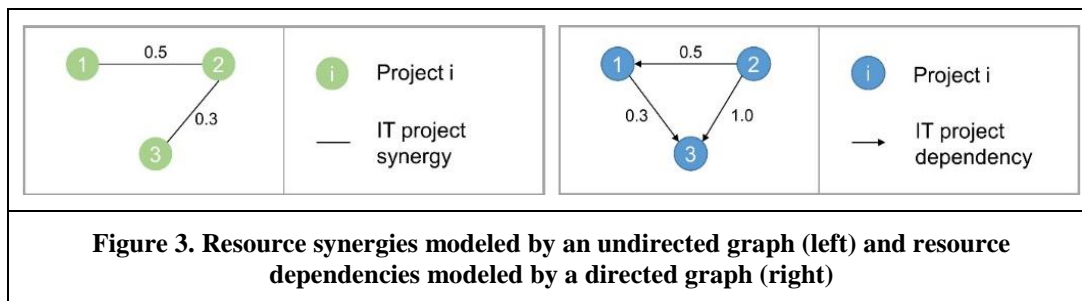 0.5
1
2
0.3
3
i
Project i
IT project
synergy
0.5
1
2
0.3
1.0
3
i
Project i
IT project
dependency
Figure 3. Resource synergies modeled by an undirected graph (left) and resource
dependencies modeled by a directed graph (right)